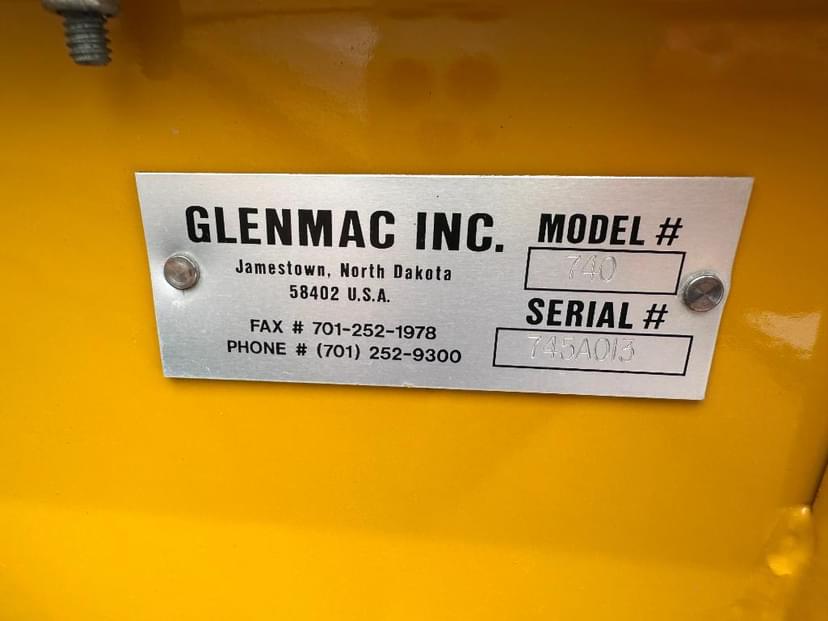 GLENMAC INC.
Jamestown, North Dakota
58402 U.S.A.
FAX # 701-252-1978
PHONE # (701) 252-9300
MODEL #
740
SERIAL #
745A013